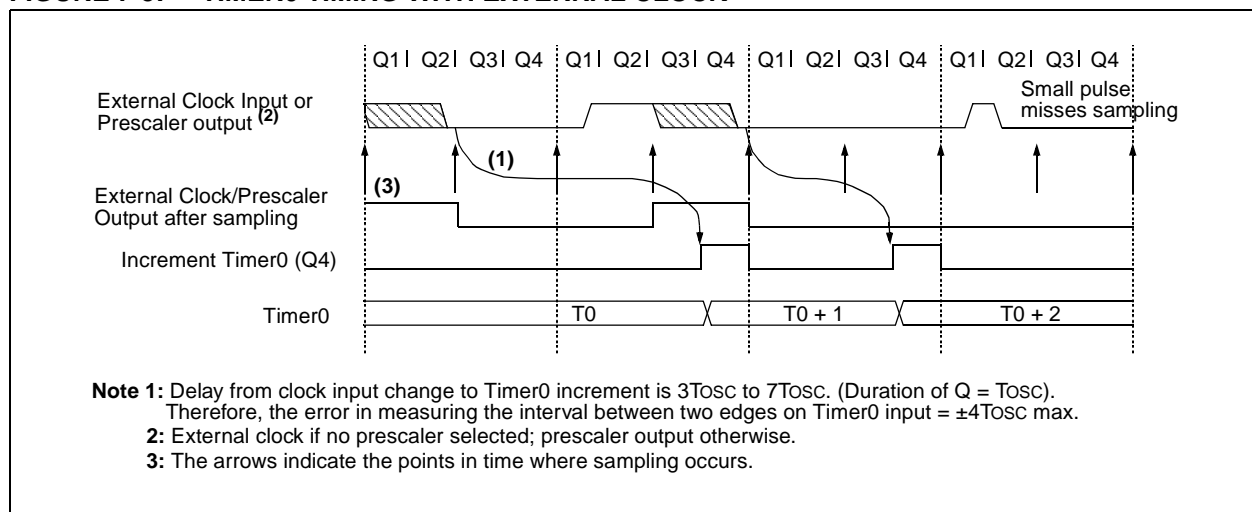 Q1 Q2 Q3 Q4 Q1 Q2 Q3 Q4 Q1 Q2 Q3 Q4 Q1 Q2 Q3 Q4
External Clock Input or
Prescaler output (2)
Small pulse
misses sampling
(1)
(3)
External Clock/Prescaler
Output after sampling
Increment Timer0 (Q4)
Timer0 T0 T0 + 1 T0 + 2
Note 1: Delay from clock input change to Timer0 increment is 3TOSC to 7TOSC. (Duration of Q = TOSC).
Therefore, the error in measuring the interval between two edges on Timer0 input = ±4TOSC max.
2: External clock if no prescaler selected; prescaler output otherwise.
3: The arrows indicate the points in time where sampling occurs.